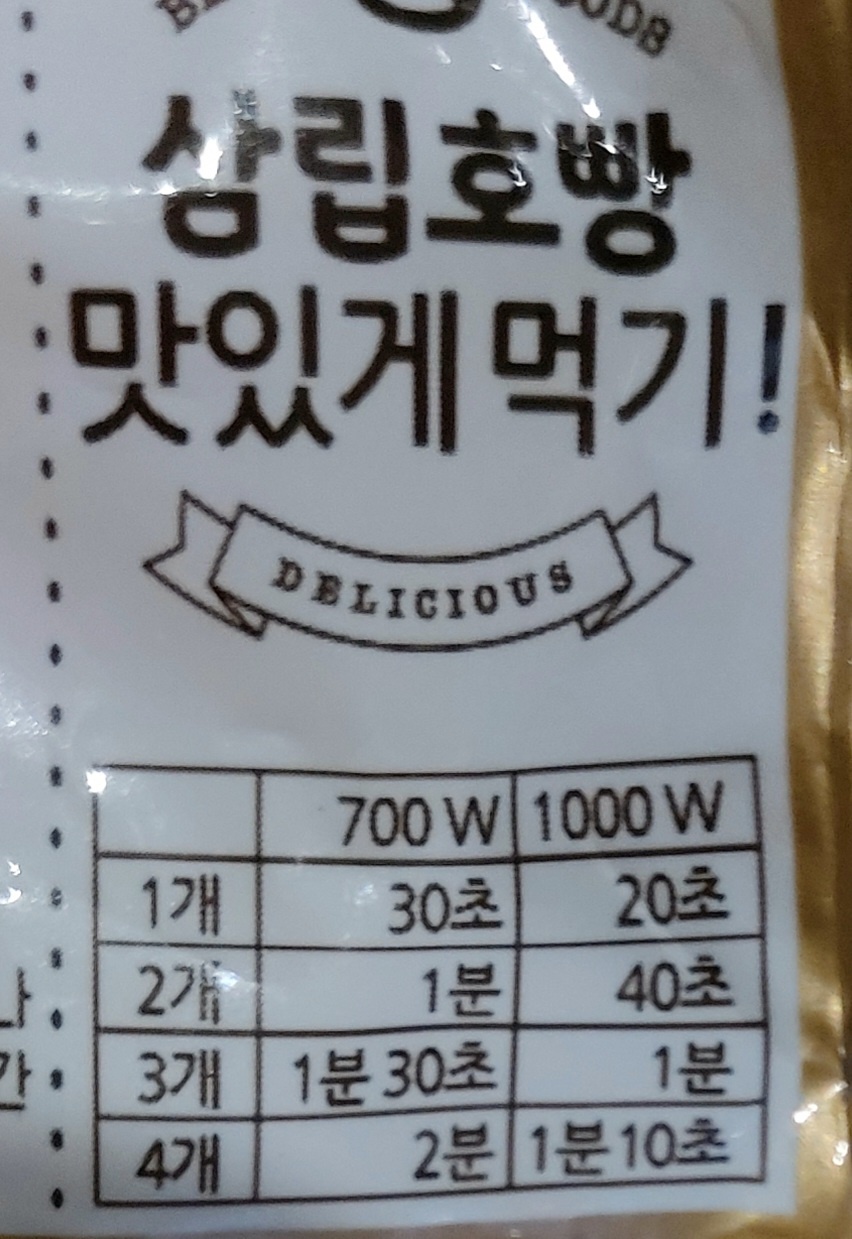 삼립호빵
맛있게 먹기!
DELICIOUS
700 W 1000 W
1개 30초 20초
2개 1분 40초
3개 1분 30초 1분
4개 2분 1분 10초